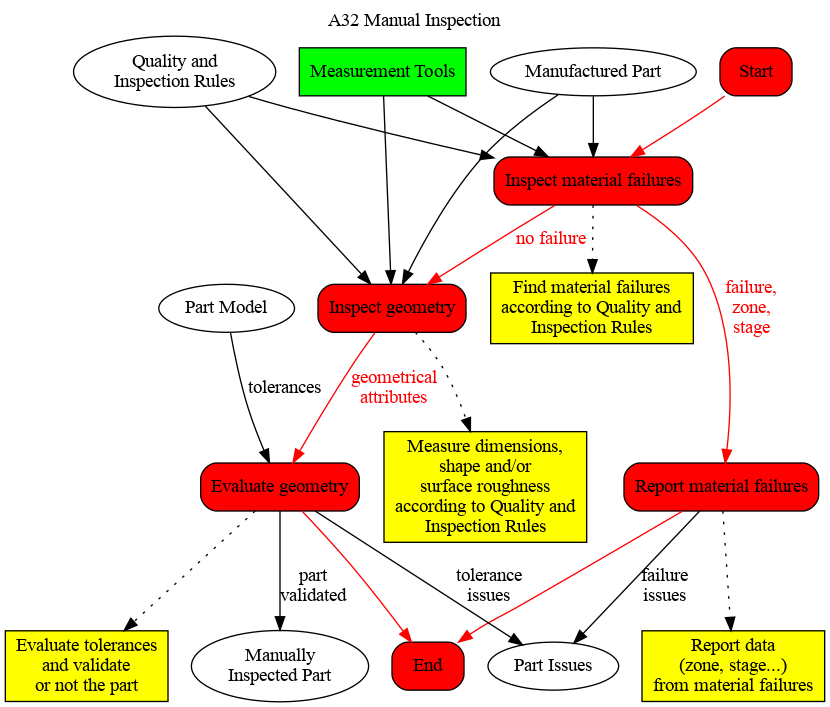 A32 Manual Inspection
Quality and
Inspection Rules
Measurement Tools
Manufactured Part
Start
Inspect material failures
no failure
failure,
zone,
stage
Part Model
Inspect geometry
Find material failures
according to Quality and
Inspection Rules
tolerances
geometrical
attributes
Measure dimensions,
shape and/or
surface roughness
according to Quality and
Inspection Rules
Evaluate geometry
Report material failures
part
validated
tolerance
issues
failure
issues
Evaluate tolerances
and validate
or not the part
Manually
Inspected Part
End
Part Issues
Report data
(zone, stage...)
from material failures